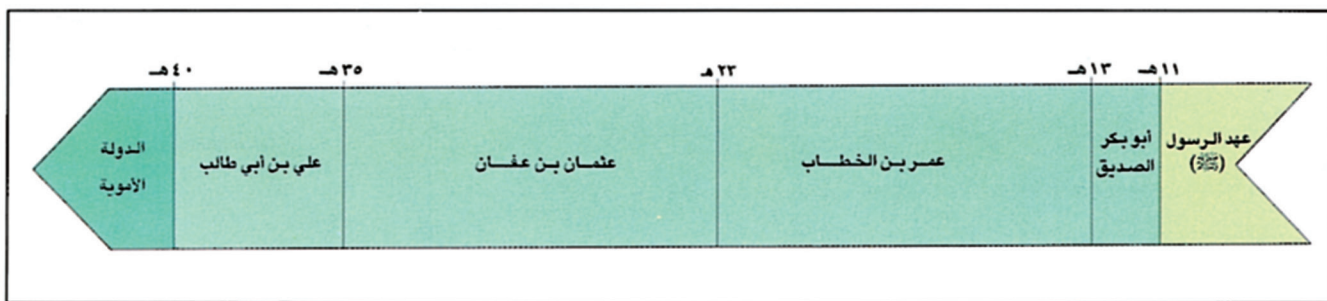 ١١هـ
١٣هـ
٢٣هـ
٣٥هـ
٤٠هـ
عهد الرسول
(ﷺ)
أبو بكر
الصديق
عمر بن الخطاب
عثمان بن عفان
علي بن أبي طالب
الدولة
الأموية